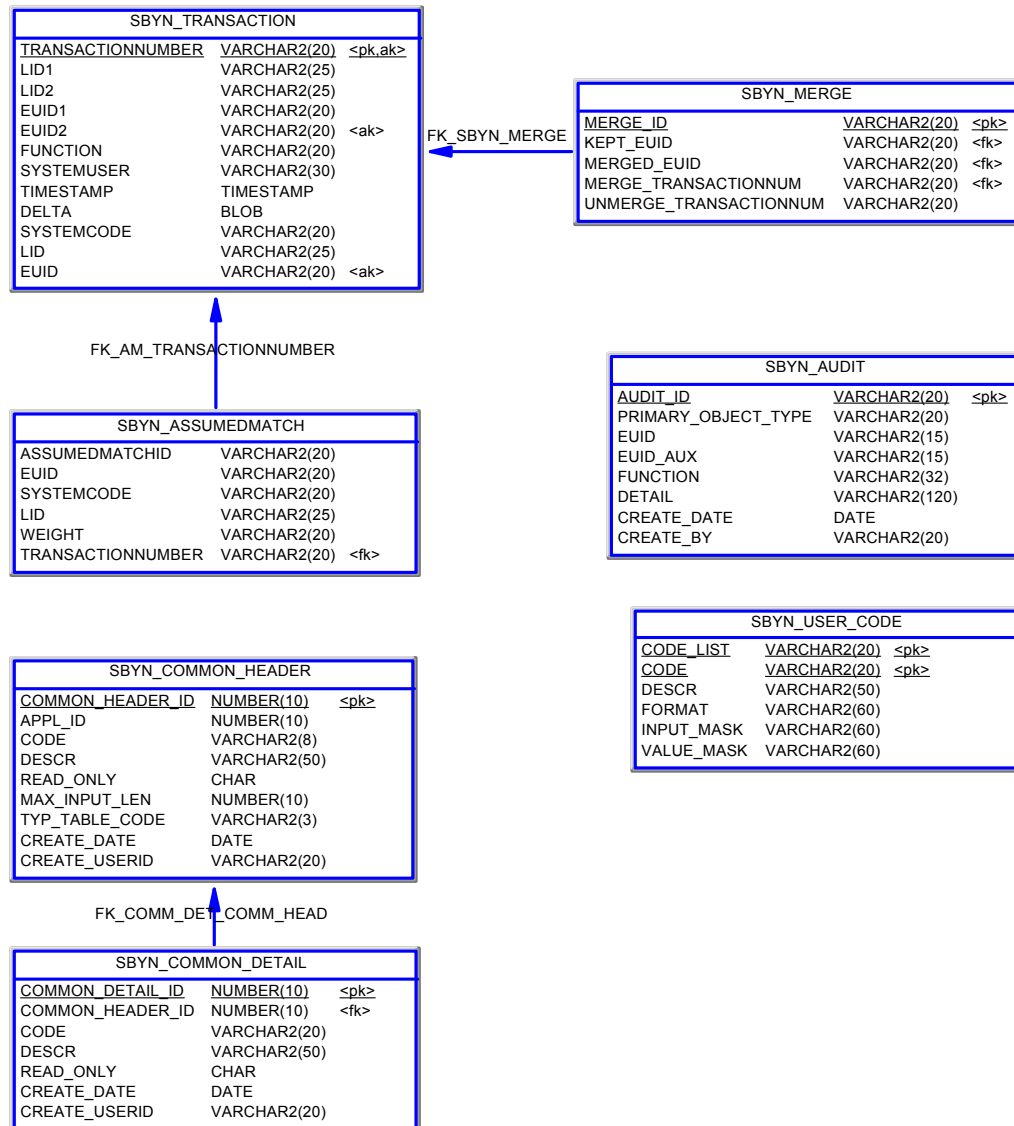 SBYN_TRANSACTION
TRANSACTIONNUMBER VARCHAR2(20) <pk,ak>
LID1 VARCHAR2(25)
LID2 VARCHAR2(25)
EUID1 VARCHAR2(20)
EUID2 VARCHAR2(20) <ak>
FUNCTION VARCHAR2(20)
SYSTEMUSER VARCHAR2(30)
TIMESTAMP TIMESTAMP
DELTA BLOB
SYSTEMCODE VARCHAR2(20)
LID VARCHAR2(25)
EUID VARCHAR2(20) <ak>
FK_SBYN_MERGE
SBYN_MERGE
MERGE_ID VARCHAR2(20) <pk>
KEPT_EUID VARCHAR2(20) <fk>
MERGED_EUID VARCHAR2(20) <fk>
MERGE_TRANSACTIONNUM VARCHAR2(20) <fk>
UNMERGE_TRANSACTIONNUM VARCHAR2(20)
FK_AM_TRANSACTIONNUMBER
SBYN_ASSUMEDMATCH
ASSUMEDMATCHID VARCHAR2(20)
EUID VARCHAR2(20)
SYSTEMCODE VARCHAR2(20)
LID VARCHAR2(25)
WEIGHT VARCHAR2(20)
TRANSACTIONNUMBER VARCHAR2(20) <fk>
SBYN_AUDIT
AUDIT_ID VARCHAR2(20) <pk>
PRIMARY_OBJECT_TYPE VARCHAR2(20)
EUID VARCHAR2(15)
EUID_AUX VARCHAR2(15)
FUNCTION VARCHAR2(32)
DETAIL VARCHAR2(120)
CREATE_DATE DATE
CREATE_BY VARCHAR2(20)
SBYN_USER_CODE
CODE_LIST VARCHAR2(20) <pk>
CODE VARCHAR2(20) <pk>
DESCR VARCHAR2(50)
FORMAT VARCHAR2(60)
INPUT_MASK VARCHAR2(60)
VALUE_MASK VARCHAR2(60)
SBYN_COMMON_HEADER
COMMON_HEADER_ID NUMBER(10) <pk>
APPL_ID NUMBER(10)
CODE VARCHAR2(8)
DESCR VARCHAR2(50)
READ_ONLY CHAR
MAX_INPUT_LEN NUMBER(10)
TYP_TABLE_CODE VARCHAR2(3)
CREATE_DATE DATE
CREATE_USERID VARCHAR2(20)
FK_COMM_DET_COMM_HEAD
SBYN_COMMON_DETAIL
COMMON_DETAIL_ID NUMBER(10) <pk>
COMMON_HEADER_ID NUMBER(10) <fk>
CODE VARCHAR2(20)
DESCR VARCHAR2(50)
READ_ONLY CHAR
CREATE_DATE DATE
CREATE_USERID VARCHAR2(20)